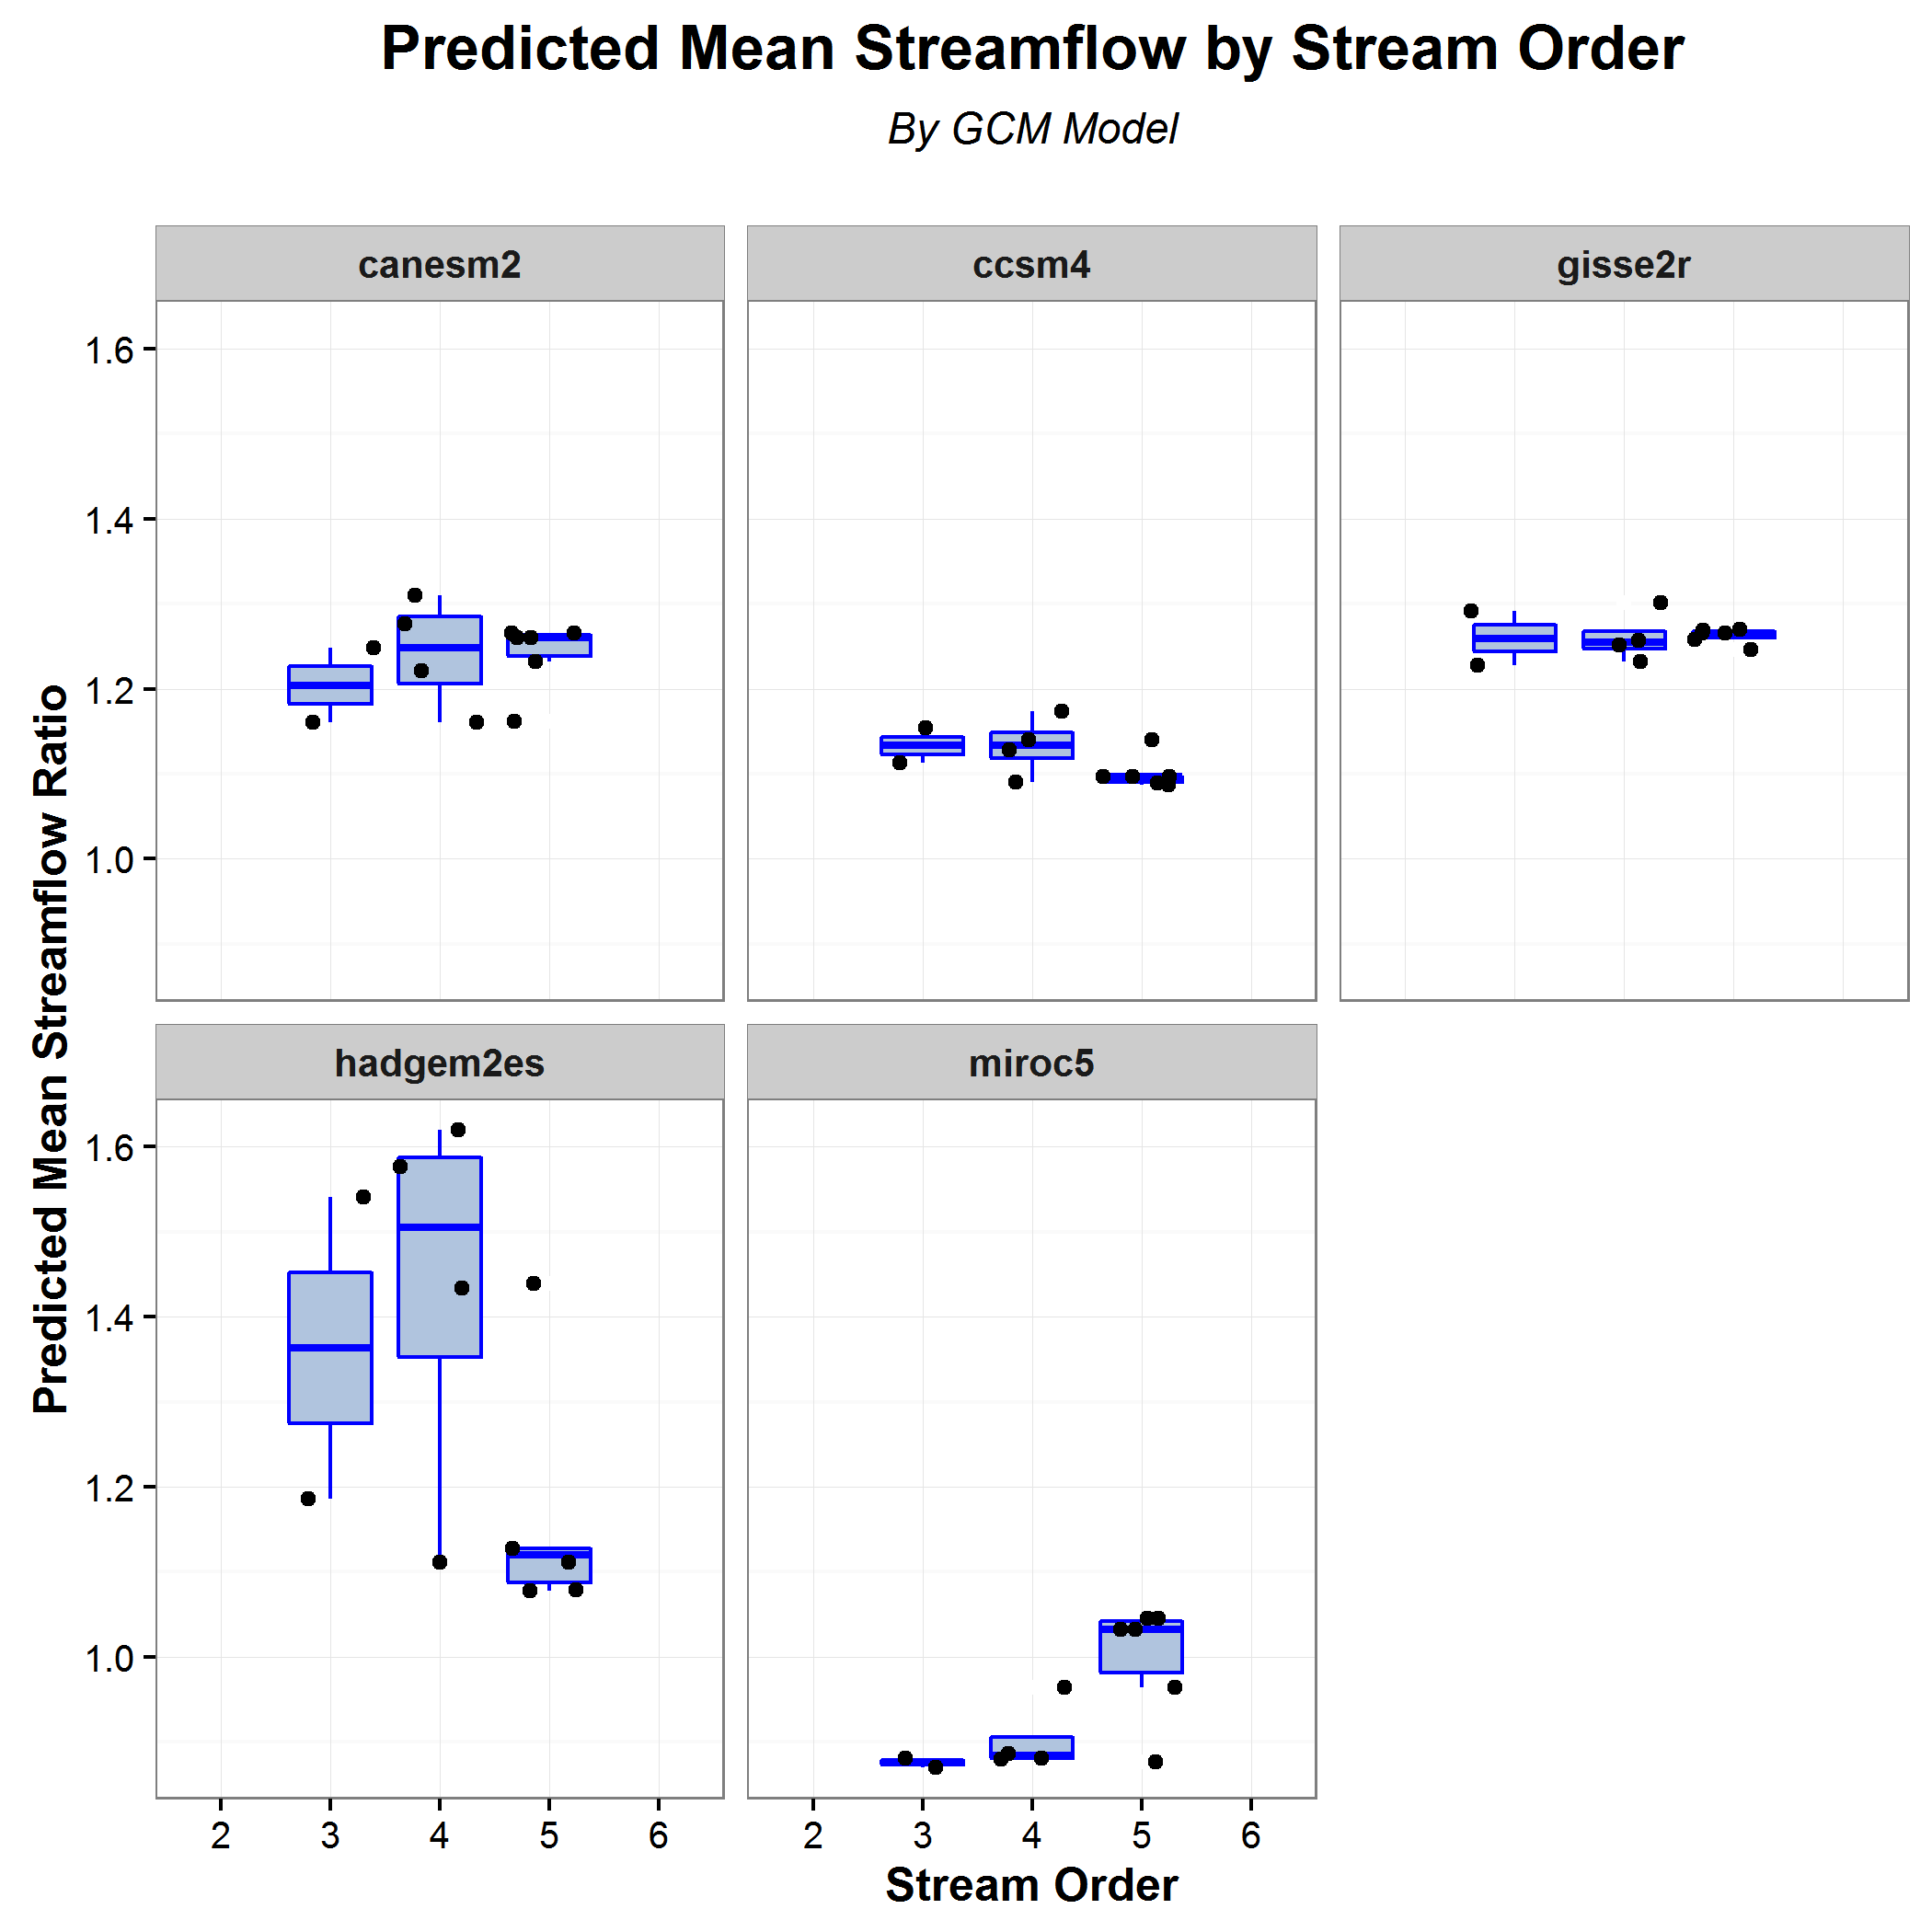 Predicted Mean Streamflow by Stream Order
By GCM Model
canesm2 ccsm4 gisse2r
1.6
1.4
1.2
1.0
Predicted Mean Streamflow Ratio
hadgem2es miroc5
1.6
1.4
1.2
1.0
2 3 4 5 6 2 3 4 5 6
Stream Order